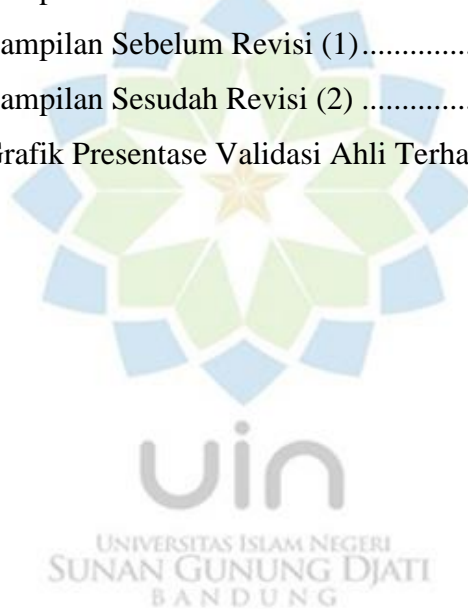 ampilan Sebelum Revisi (1)..............
ampilan Sesudah Revisi (2) ..............
Grafik Presentase Validasi Ahli Terha
uin
UNIVERSITAS ISLAM NEGERI
SUNAN GUNUNG DJATI
BANDUNG